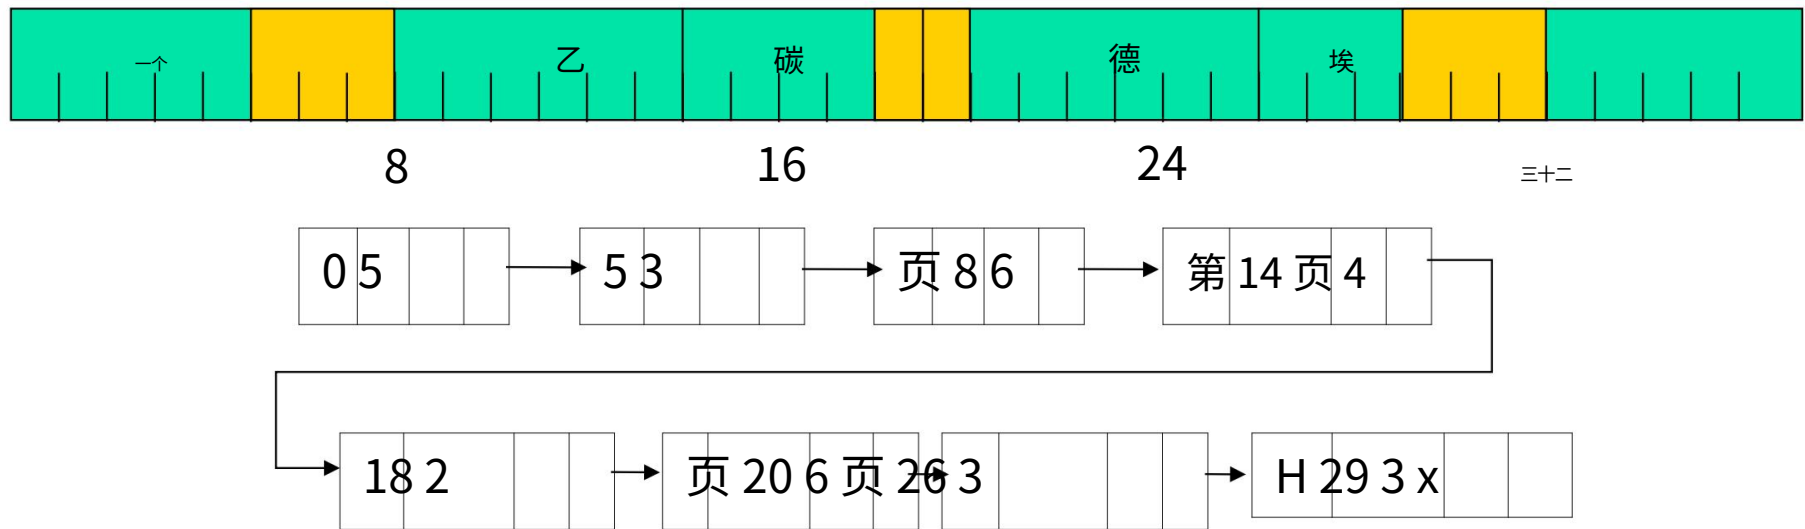 一个 乙 碳 德 埃
8 16 24 三十二
0 5 5 3 页 8 6 第 14 页 4
18 2 页 20 6 页 26 3 H 29 3 x